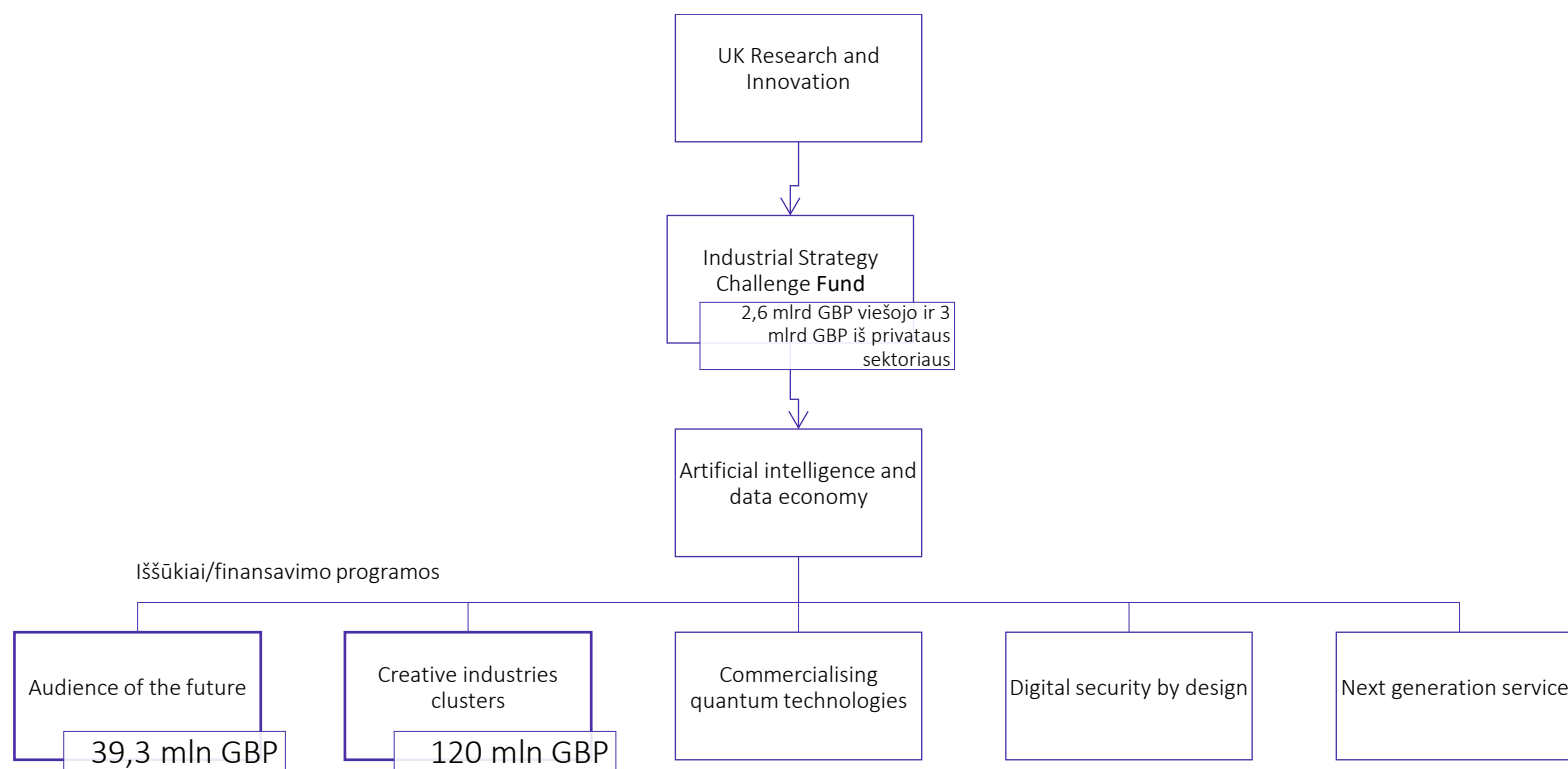 UK Research and
Innovation
Industrial Strategy
Challenge Fund
2,6 mlrd GBP viešojo ir 3
mlrd GBP iš privataus
sektoriaus
Artificial intelligence and
data economy
Iššūkiai/finansavimo programos
Audience of the future
39,3 mln GBP
Creative industries
clusters
120 mln GBP
Commercialising
quantum technologies
Digital security by design
Next generation service